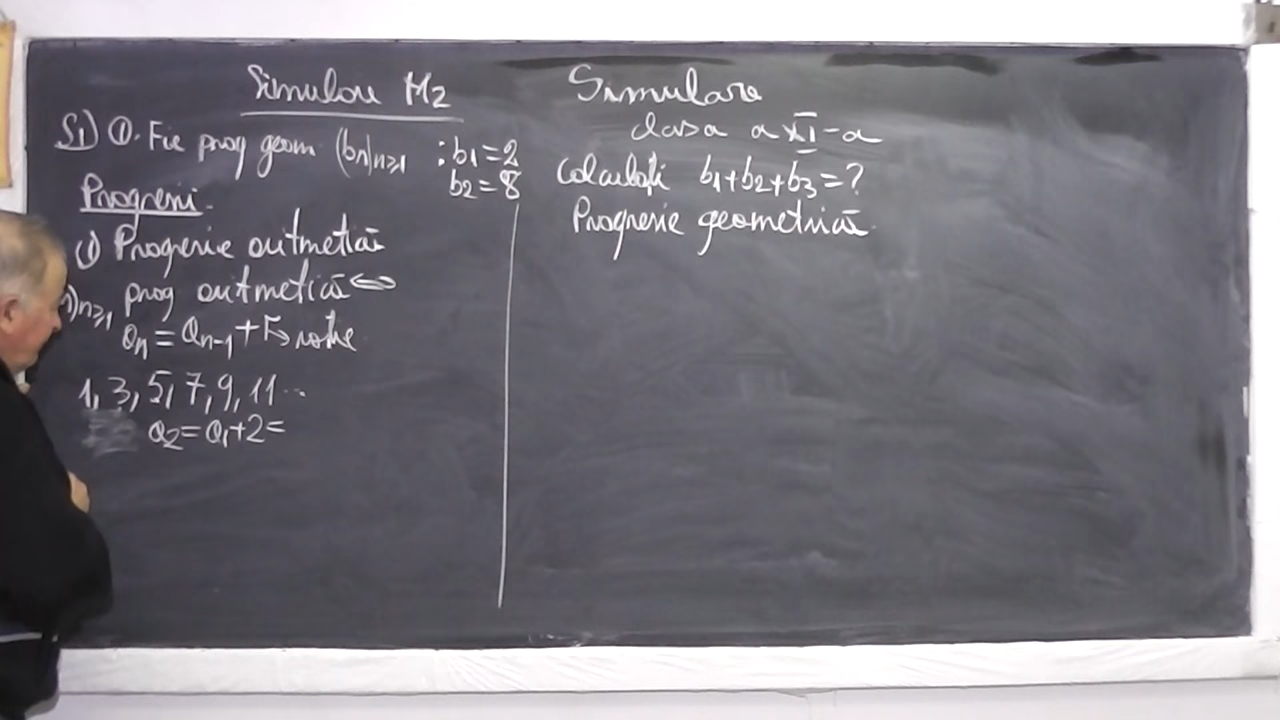 Simulare M2
S1) ①. Fie prog geom (bn)n≥1 : b1=2
b2=8
Progresii.
① Progresie aritmetică
n)n≥1 prog aritmetică ⇔
an = an-1 + r → rație
1, 3, 5, 7, 9, 11...
a2 = a1+2=
Simulare
clasa a XI-a
Calculați b1+b2+b3=?
Progresie geometrică